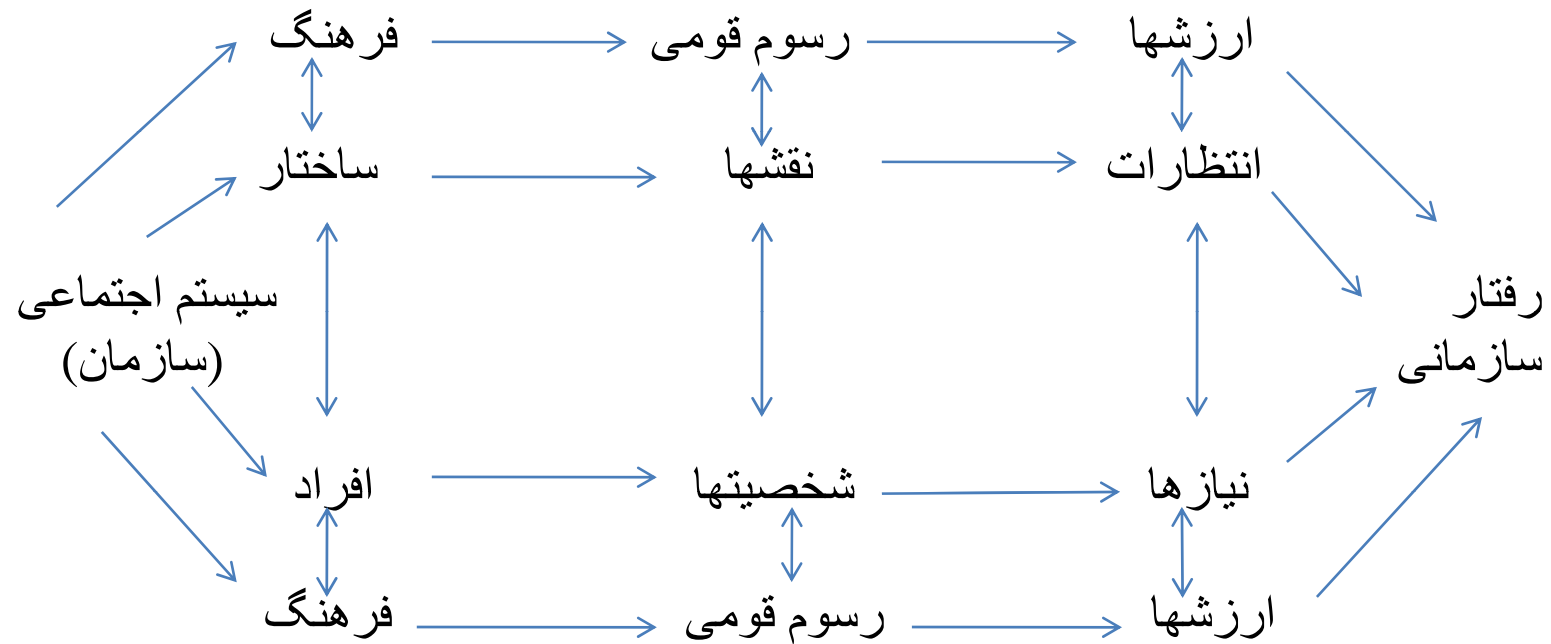 فرهنگ
رسوم قومی
ارزشها
ساختار
نقشها
انتظارات
سیستم اجتماعی
(سازمان)
رفتار
سازمانی
افراد
شخصیتها
نیازها
فرهنگ
رسوم قومی
ارزشها